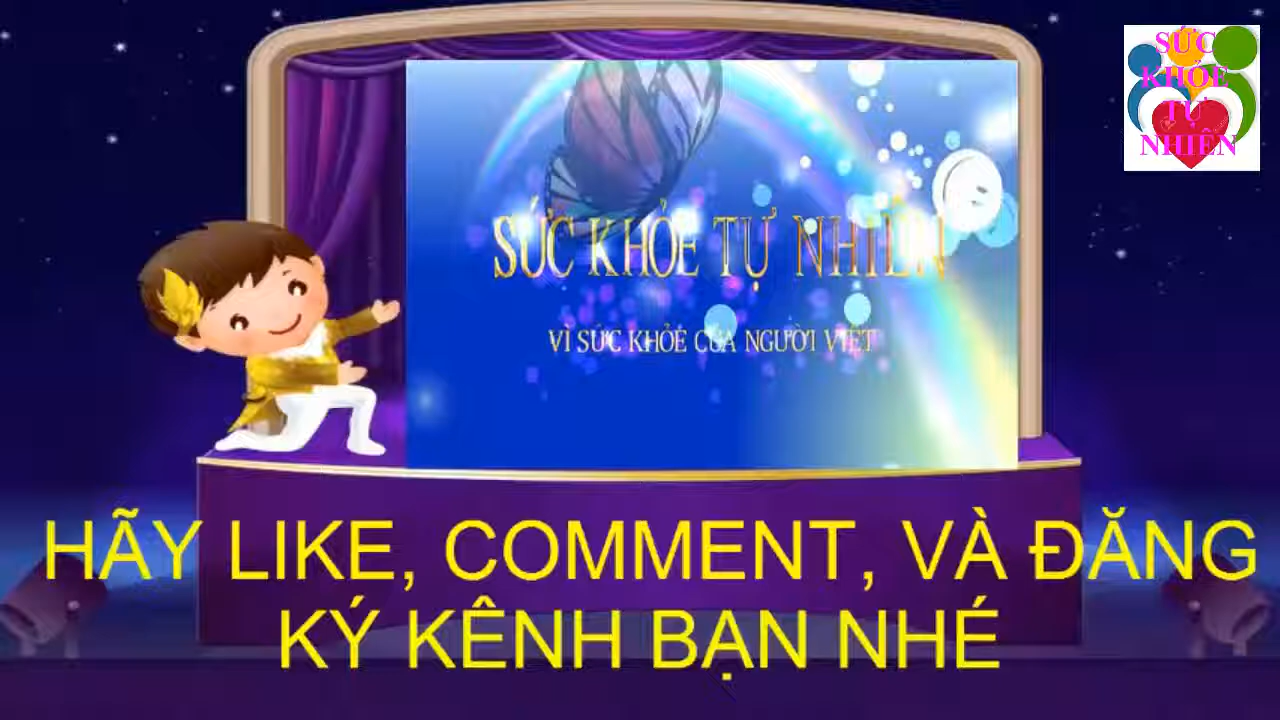 SỨC
KHỎE
TỰ
NHIÊN
SỨC KHỎE TỰ NHIÊN
VÌ SỨC KHỎE CỦA NGƯỜI VIỆT
HÃY LIKE, COMMENT, VÀ ĐĂNG
KÝ KÊNH BẠN NHÉ